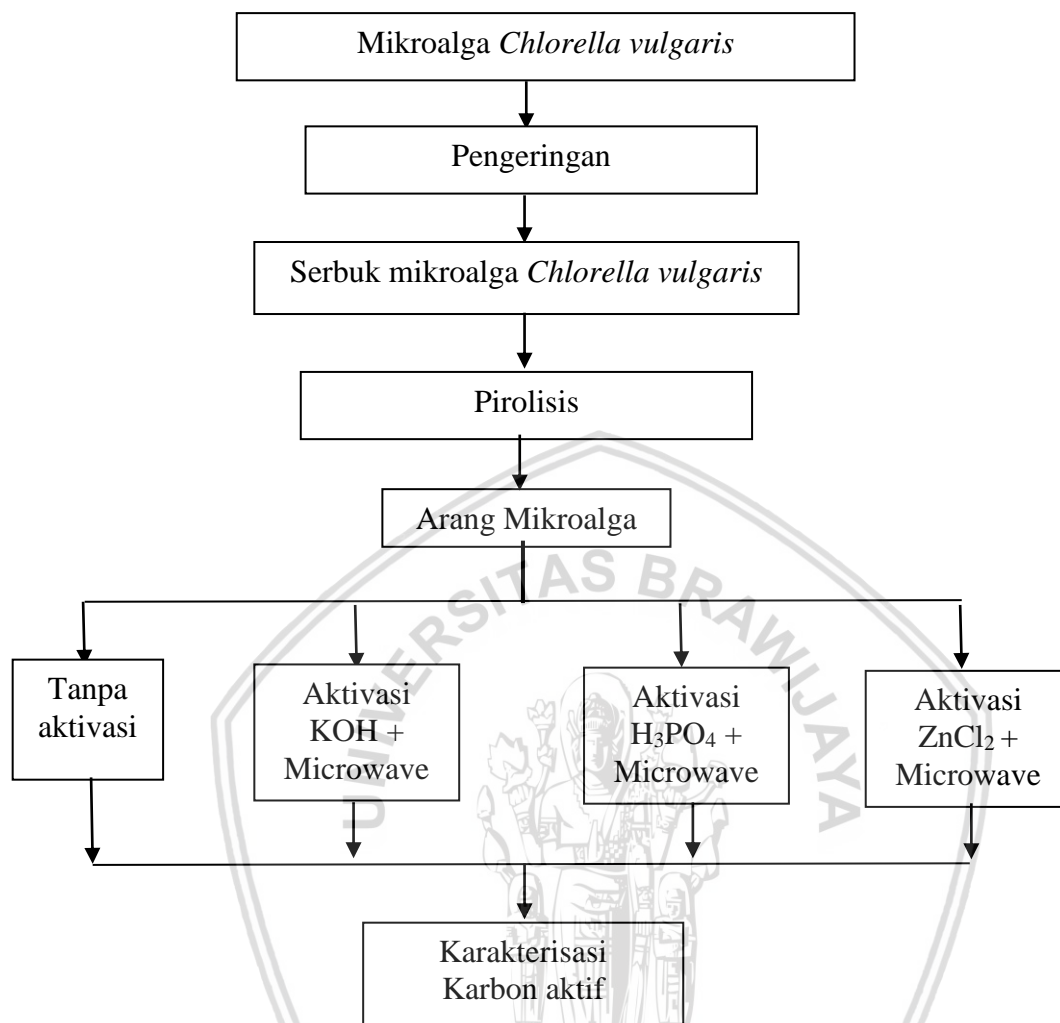 Mikroalga Chlorella vulgaris
Pengeringan
Serbuk mikroalga Chlorella vulgaris
Pirolisis
Arang Mikroalga
UNIVERSITAS BRAWIJAYA
Tanpa
aktivasi
Aktivasi
KOH +
Microwave
Aktivasi
H₃PO₄ +
Microwave
Aktivasi
ZnCl₂ +
Microwave
Karakterisasi
Karbon aktif